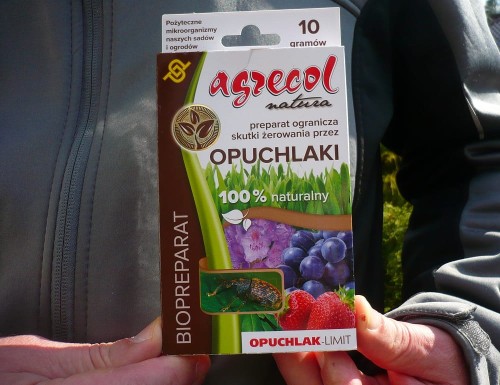 Pożyteczne
mikroorganizmy
naszych sadów
i ogrodów
10
gramów
agrecol
natura
preparat ogranicza
skutki żerowania przez
OPUCHLAKI
100% naturalny
BIOPREPARAT
OPUCHLAK-LIMIT